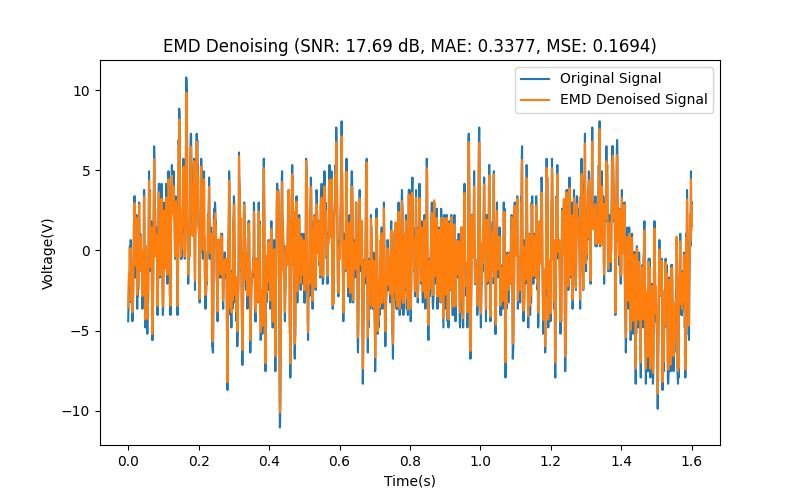 EMD Denoising (SNR: 17.69 dB, MAE: 0.3377, MSE: 0.1694)
Original Signal
EMD Denoised Signal
10
5
0
−5
−10
Voltage(V)
0.0 0.2 0.4 0.6 0.8 1.0 1.2 1.4 1.6
Time(s)